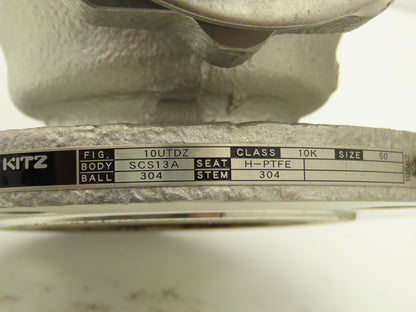 KITZ
FIG. 10UTDZ CLASS 10K SIZE 50
BODY SCS13A SEAT H-PTFE
BALL 304 STEM 304